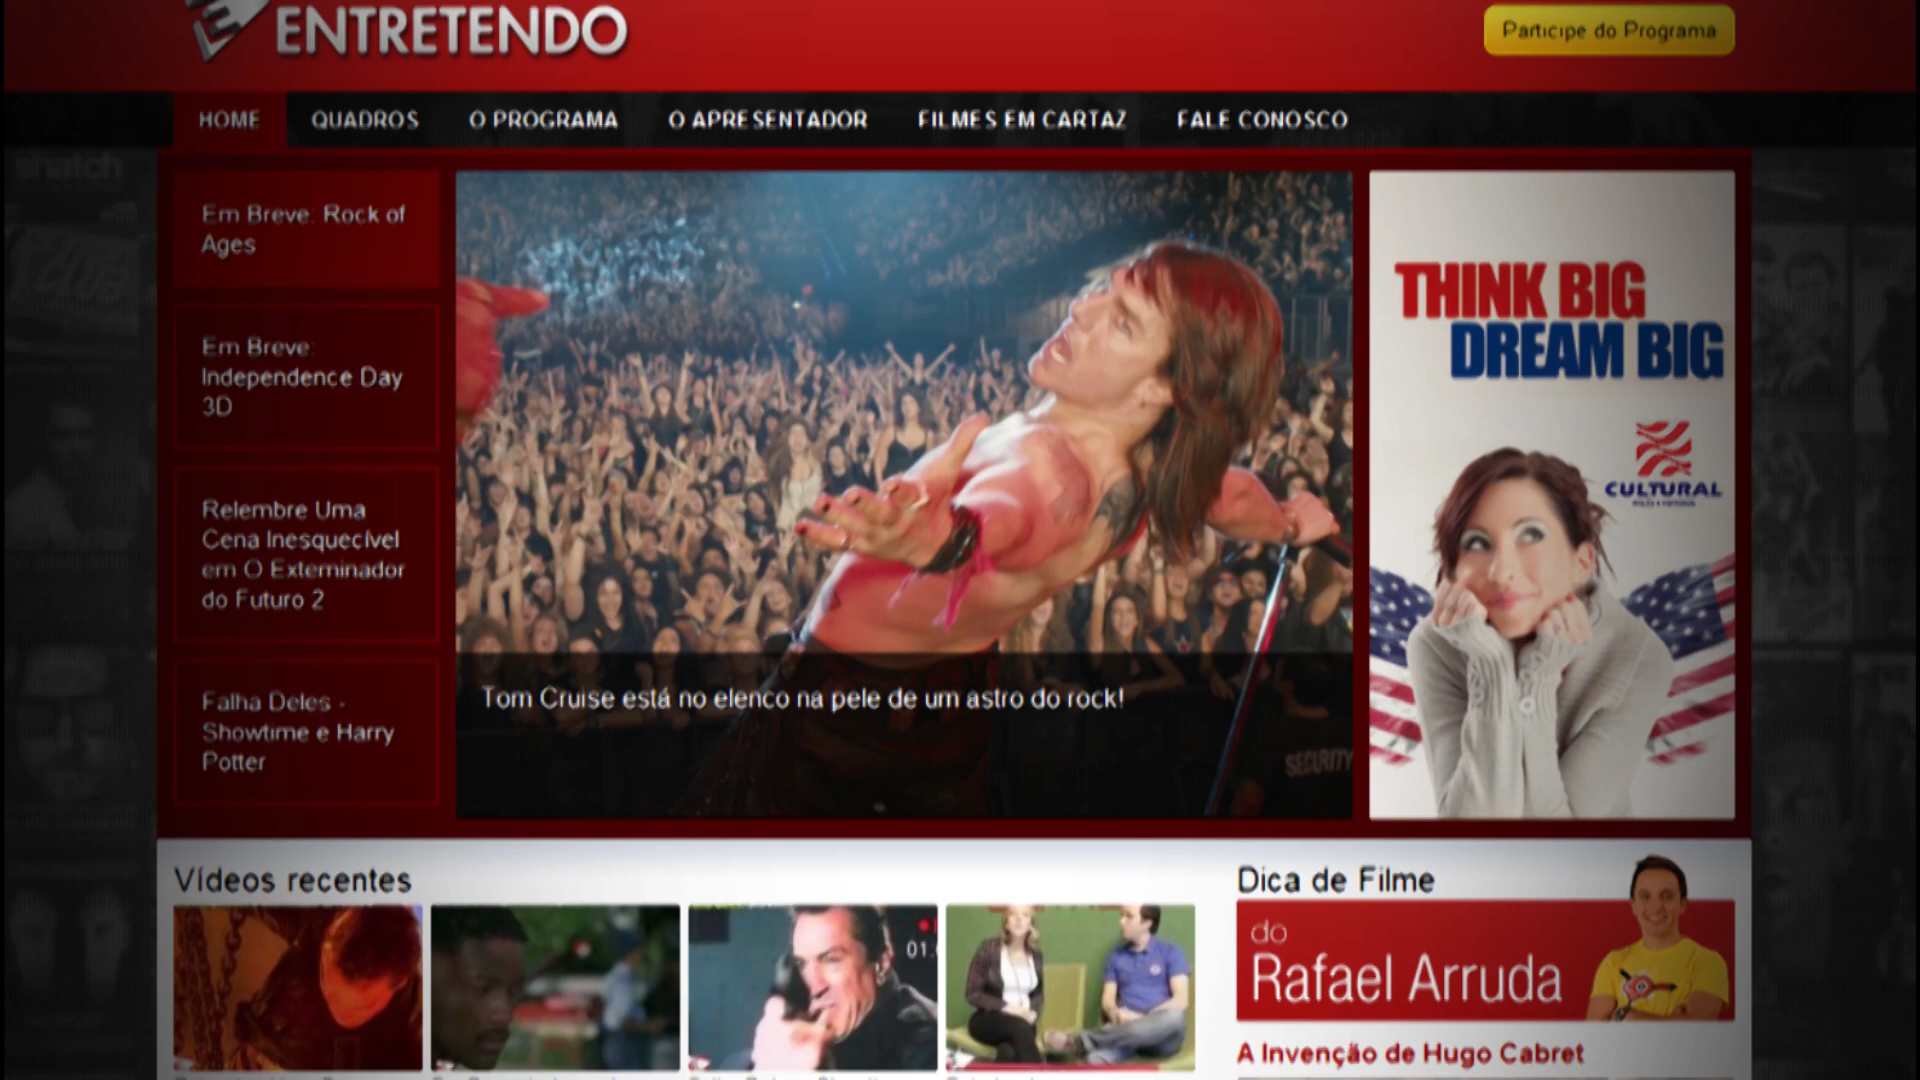 ENTRETENDO
Participe do Programa
HOME
QUADROS
O PROGRAMA
O APRESENTADOR
FILMES EM CARTAZ
FALE CONOSCO
snatch
Em Breve: Rock of
Ages
Em Breve:
Independence Day
3D
Relembre Uma
Cena Inesquecível
em O Exterminador
do Futuro 2
Falha Deles -
Showtime e Harry
Potter
Tom Cruise está no elenco na pele de um astro do rock!
SECURITY
THINK BIG
DREAM BIG
CULTURAL
Vídeos recentes
01:
Dica de Filme
do
Rafael Arruda
A Invenção de Hugo Cabret